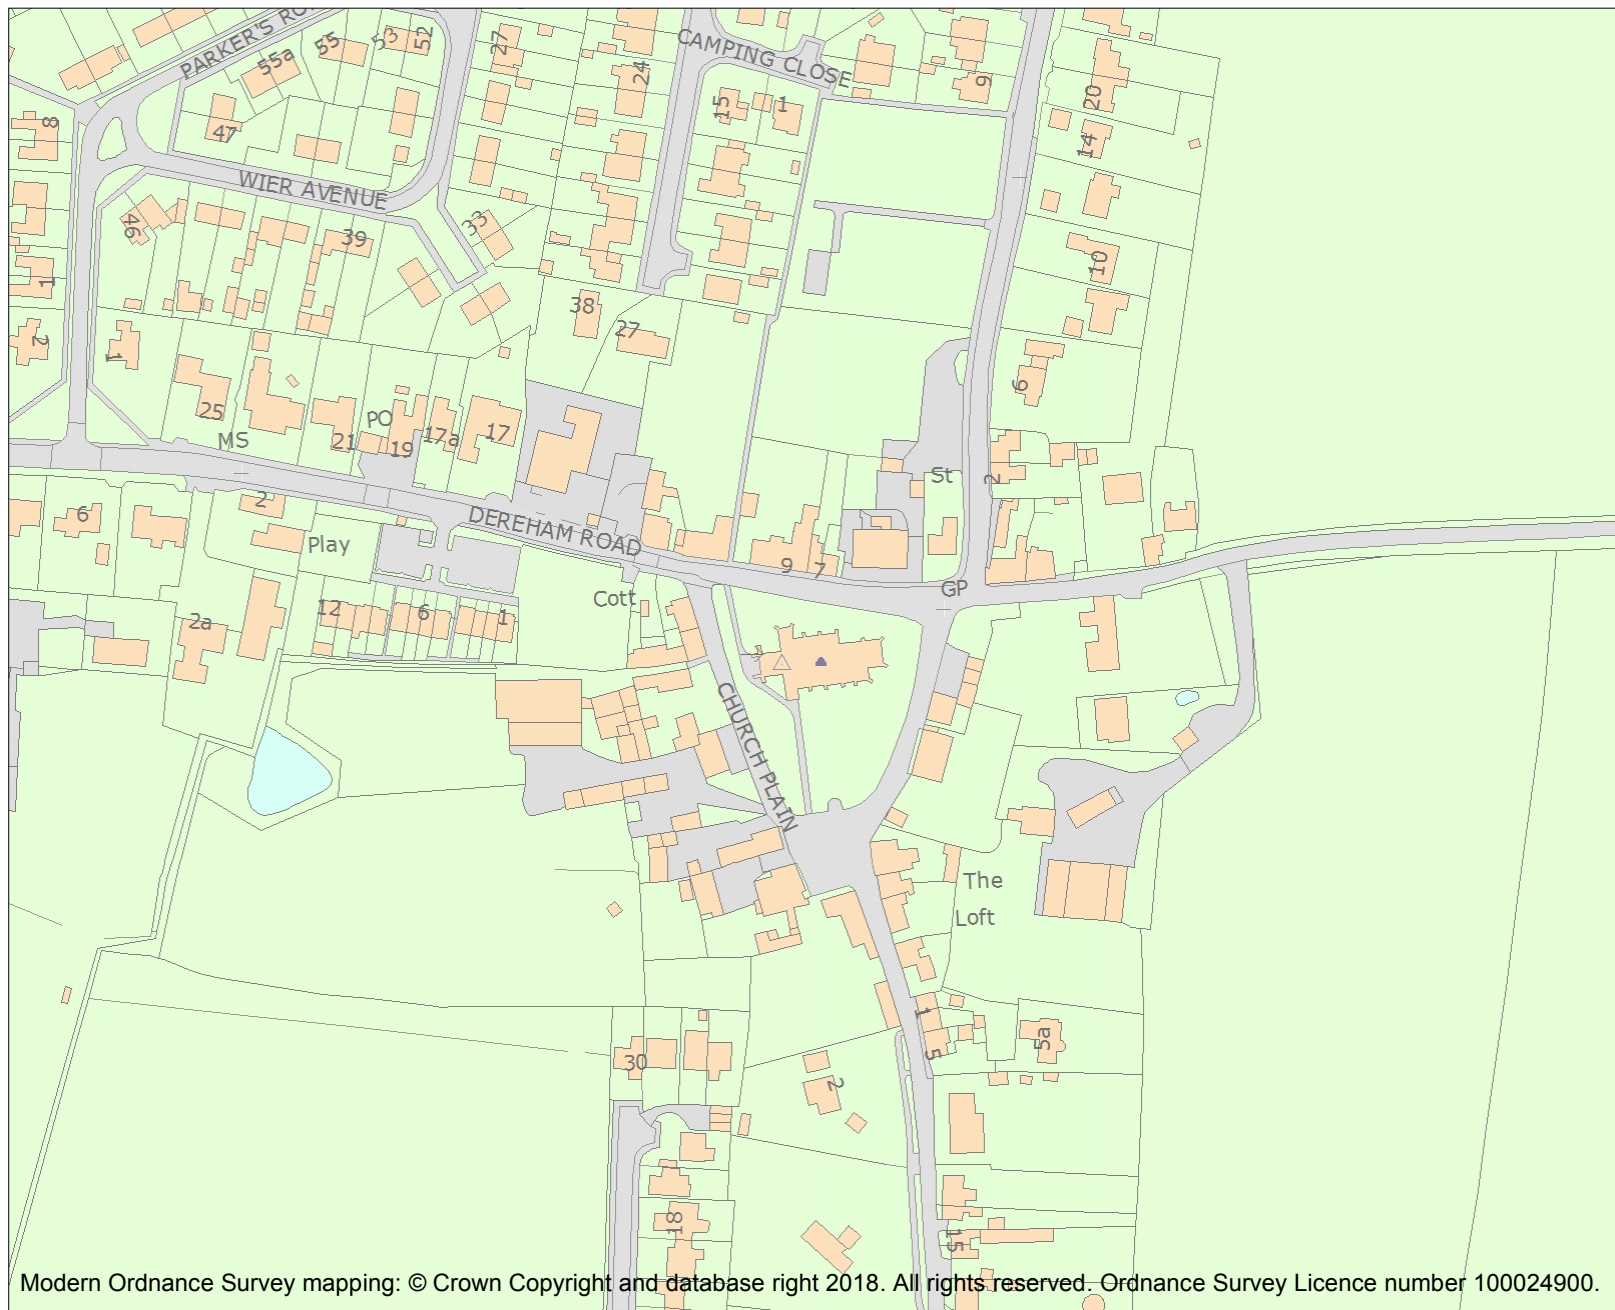 PARKER'S RO
55a
55
53
52
27
24
CAMPING CLOSE
15
1
9
20
14
8
47
WIER AVENUE
46
39
33
10
1
38
27
2
1
6
25
MS
PO
21
19
17a
17
St
2
6
2
Play
DEREHAM ROAD
9
7
GP
Cott
12
6
1
2a
CHURCH PLAIN
The
Loft
1
5
5a
30
2
18
15
Modern Ordnance Survey mapping: © Crown Copyright and database right 2018. All rights reserved. Ordnance Survey Licence number 100024900.